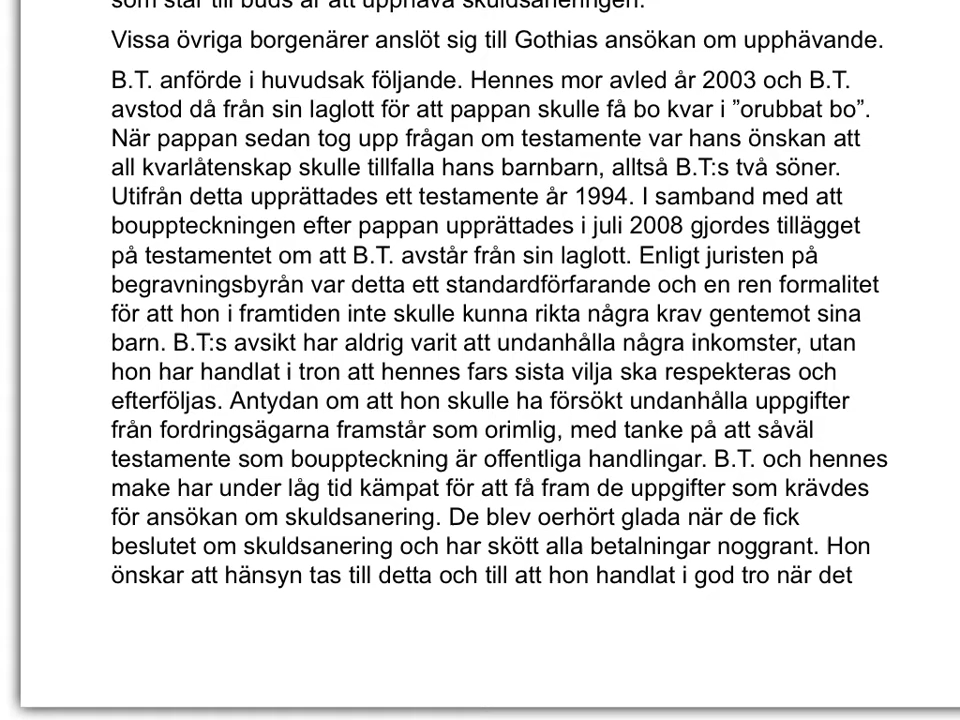 som står till buds är att upphäva skuldsaneringen.
Vissa övriga borgenärer anslöt sig till Gothias ansökan om upphävande.
B.T. anförde i huvudsak följande. Hennes mor avled år 2003 och B.T.
avstod då från sin laglott för att pappan skulle få bo kvar i ”orubbat bo”.
När pappan sedan tog upp frågan om testamente var hans önskan att
all kvarlåtenskap skulle tillfalla hans barnbarn, alltså B.T:s två söner.
Utifrån detta upprättades ett testamente år 1994. I samband med att
bouppteckningen efter pappan upprättades i juli 2008 gjordes tillägget
på testamentet om att B.T. avstår från sin laglott. Enligt juristen på
begravningsbyrån var detta ett standardförfarande och en ren formalitet
för att hon i framtiden inte skulle kunna rikta några krav gentemot sina
barn. B.T:s avsikt har aldrig varit att undanhålla några inkomster, utan
hon har handlat i tron att hennes fars sista vilja ska respekteras och
efterföljas. Antydan om att hon skulle ha försökt undanhålla uppgifter
från fordringsägarna framstår som orimlig, med tanke på att såväl
testamente som bouppteckning är offentliga handlingar. B.T. och hennes
make har under låg tid kämpat för att få fram de uppgifter som krävdes
för ansökan om skuldsanering. De blev oerhört glada när de fick
beslutet om skuldsanering och har skött alla betalningar noggrant. Hon
önskar att hänsyn tas till detta och till att hon handlat i god tro när det